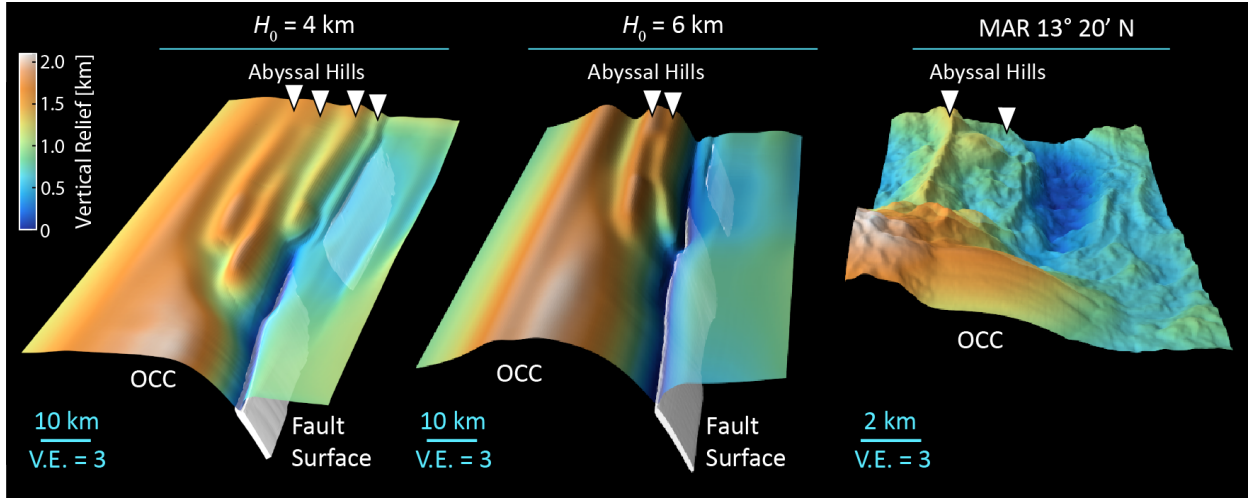 H₀ = 4 km
H₀ = 6 km
MAR 13° 20’ N
Abyssal Hills
Abyssal Hills
Abyssal Hills
2.0
1.5
1.0
0.5
0
Vertical Relief [km]
OCC
OCC
OCC
Fault
Surface
Fault
Surface
10 km
V.E. = 3
10 km
V.E. = 3
2 km
V.E. = 3